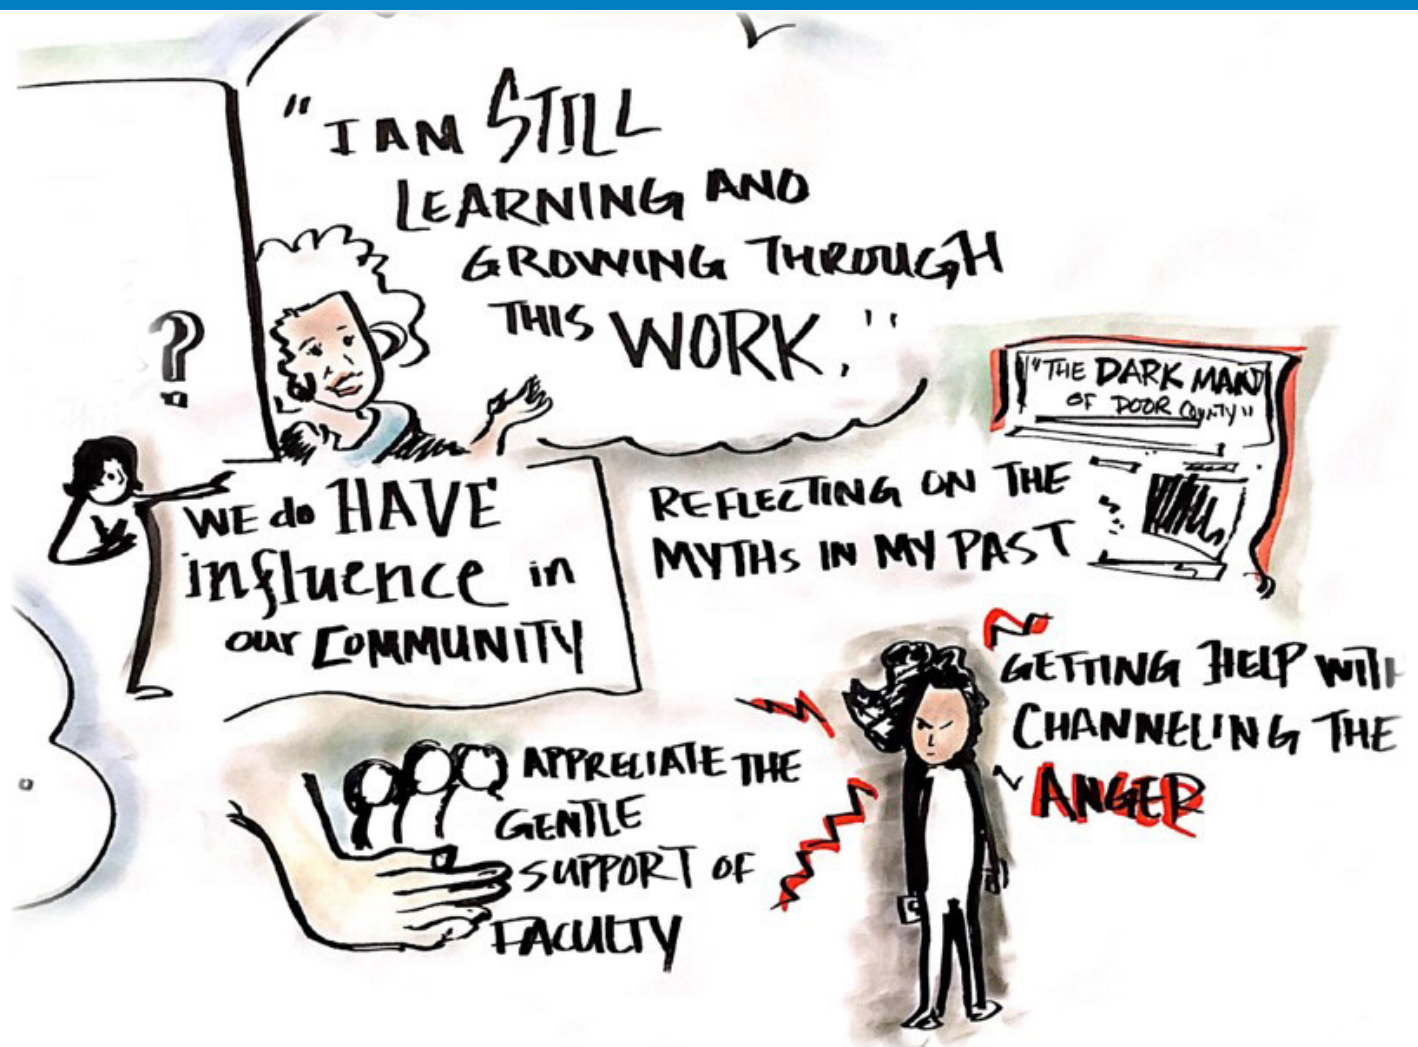 "I AM STILL
LEARNING AND
GROWING THROUGH
THIS WORK."
?
WE do HAVE
influence in
our COMMUNITY
"THE DARK
OF DOOR COUNTY"
REFLECTING ON THE
MYTHS IN MY PAST
GETTING HELP WITH
CHANNELING THE
ANGER
APPRECIATE THE
GENTLE
SUPPORT OF
FACULTY